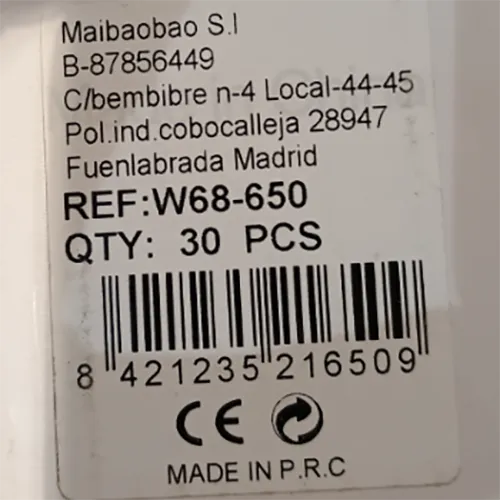 Maibaobao S.l
B-87856449
C/bembibre n-4 Local-44-45
Pol.ind.cobocalleja 28947
Fuenlabrada Madrid
REF:W68-650
QTY: 30 PCS
8 421235 216509
CE
MADE IN P.R.C